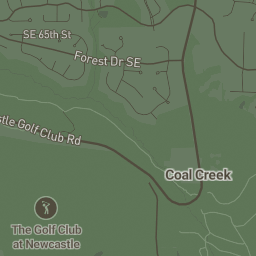 SE 65th St
Forest Dr SE
stle Golf Club Rd
Coal Creek
The Golf Club
at Newcastle